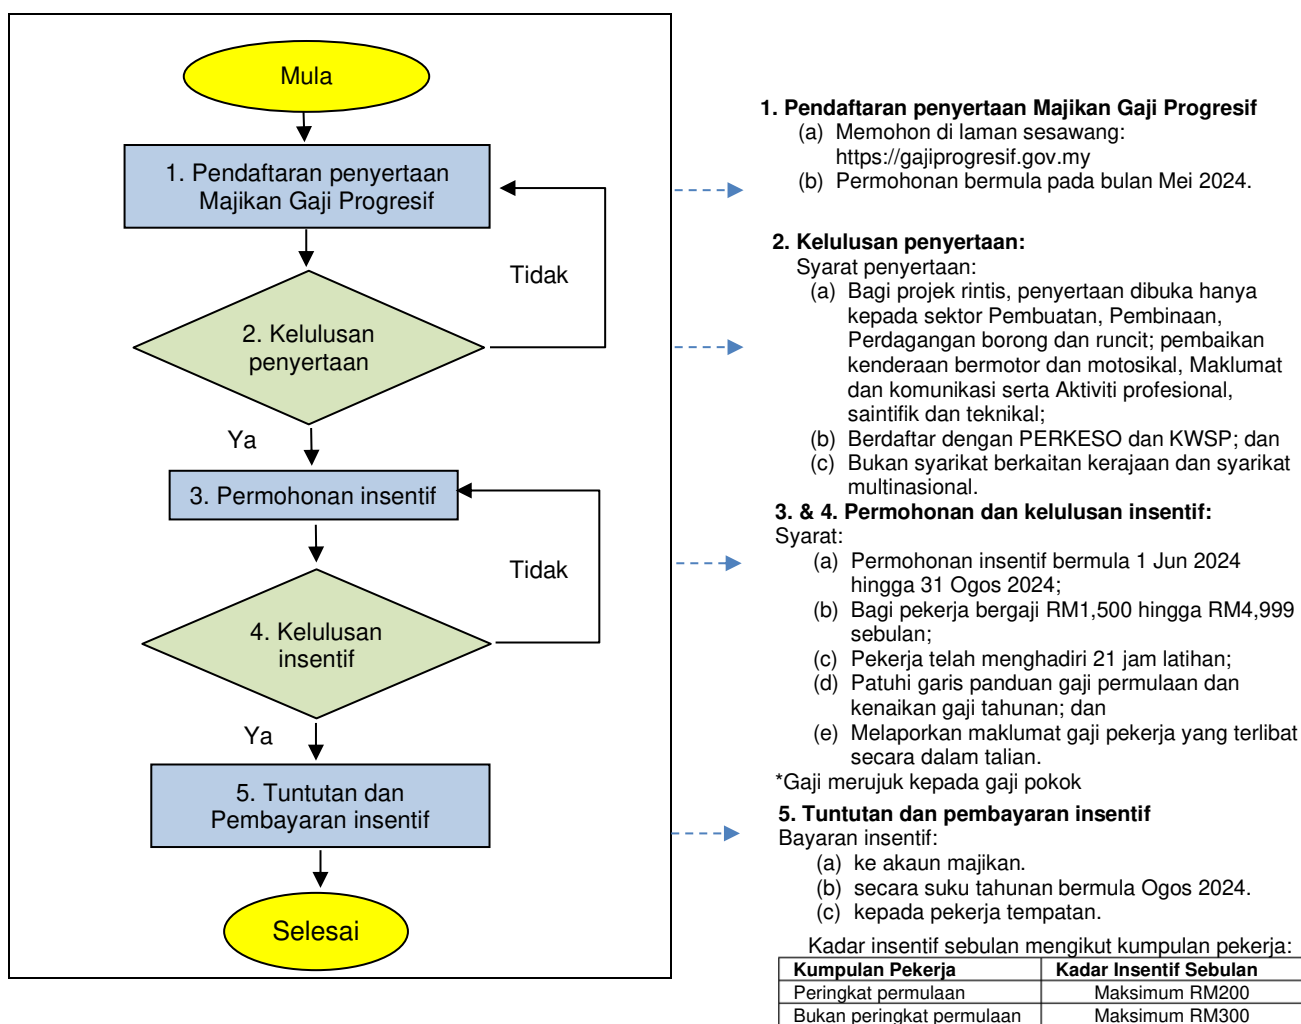 Mula
1. Pendaftaran penyertaan
Majikan Gaji Progresif
Tidak
2. Kelulusan
penyertaan
Ya
3. Permohonan insentif
Tidak
4. Kelulusan
insentif
Ya
5. Tuntutan dan
Pembayaran insentif
Selesai
1. Pendaftaran penyertaan Majikan Gaji Progresif
(a) Memohon di laman sesawang:
https://gajiprogresif.gov.my
(b) Permohonan bermula pada bulan Mei 2024.
2. Kelulusan penyertaan:
Syarat penyertaan:
(a) Bagi projek rintis, penyertaan dibuka hanya
kepada sektor Pembuatan, Pembinaan,
Perdagangan borong dan runcit; pembaikan
kenderaan bermotor dan motosikal, Maklumat
dan komunikasi serta Aktiviti profesional,
saintifik dan teknikal;
(b) Berdaftar dengan PERKESO dan KWSP; dan
(c) Bukan syarikat berkaitan kerajaan dan syarikat
multinasional.
3. & 4. Permohonan dan kelulusan insentif:
Syarat:
(a) Permohonan insentif bermula 1 Jun 2024
hingga 31 Ogos 2024;
(b) Bagi pekerja bergaji RM1,500 hingga RM4,999
sebulan;
(c) Pekerja telah menghadiri 21 jam latihan;
(d) Patuhi garis panduan gaji permulaan dan
kenaikan gaji tahunan; dan
(e) Melaporkan maklumat gaji pekerja yang terlibat
secara dalam talian.
*Gaji merujuk kepada gaji pokok
5. Tuntutan dan pembayaran insentif
Bayaran insentif:
(a) ke akaun majikan.
(b) secara suku tahunan bermula Ogos 2024.
(c) kepada pekerja tempatan.
Kadar insentif sebulan mengikut kumpulan pekerja:
Kumpulan Pekerja Kadar Insentif Sebulan
Peringkat permulaan Maksimum RM200
Bukan peringkat permulaan Maksimum RM300